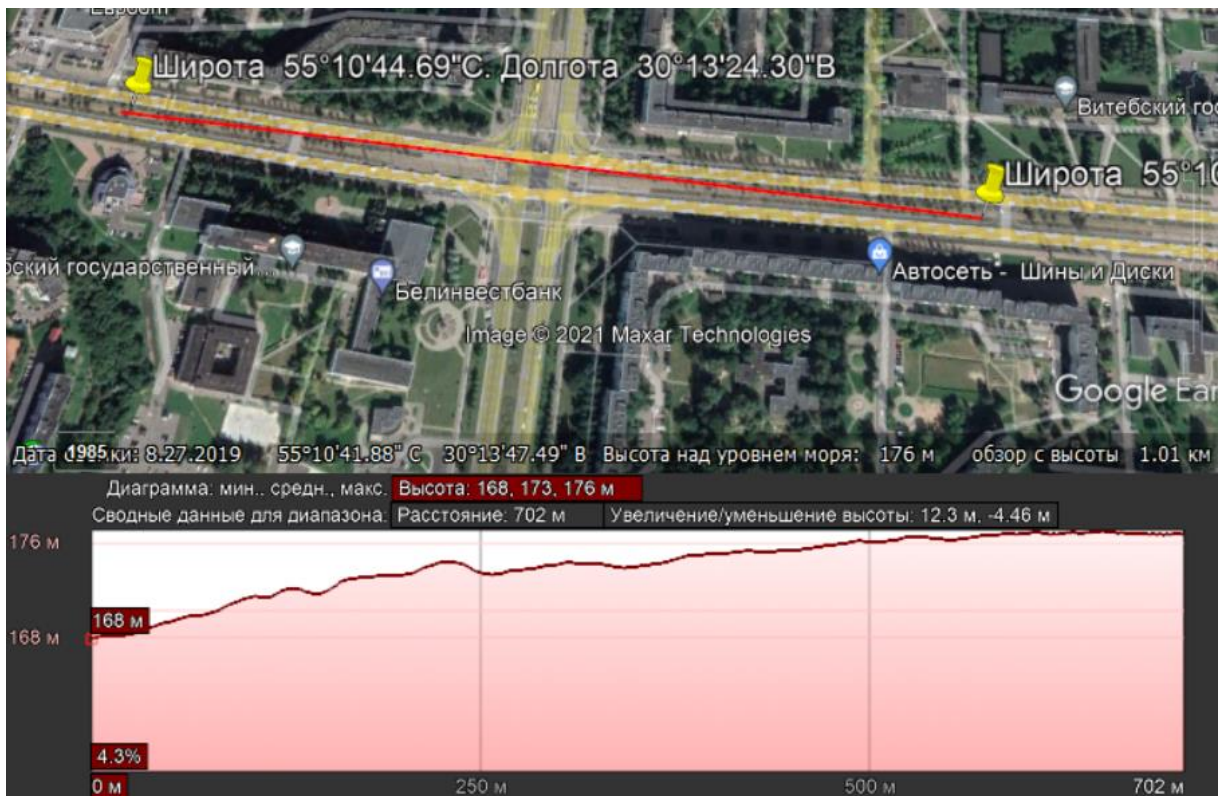 Широта 55°10'44.69"С. Долгота 30°13'24.30"В
Витебский гос
Широта 55°10
ский государственный...
Белинвестбанк
Автосеть - Шины и Диски
Image © 2021 Maxar Technologies
Google Ear
1985
Дата съемки: 8.27.2019 55°10'41.88" С 30°13'47.49" В Высота над уровнем моря: 176 м обзор с высоты 1.01 км
Диаграмма: мин.. средн., макс. Высота: 168, 173, 176 м
Сводные данные для диапазона: Расстояние: 702 м Увеличение/уменьшение высоты: 12.3 м, -4.46 м
176 м
168 м
168 м
4.3%
0 м 250 м 500 м 702 м